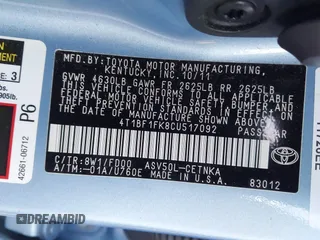 MFD. BY: TOYOTA MOTOR MANUFACTURING,
KENTUCKY, INC. 10/11
GVWR 4630LB GAWR FR 2625LB RR 2625LB
THIS VEHICLE CONFORMS TO ALL APPLICABLE
FEDERAL MOTOR VEHICLE SAFETY, BUMPER, AND
THEFT PREVENTION STANDARDS IN EFFECT ON THE DATE OF
MANUFACTURE SHOWN ABOVE.
4T1BF1FK8CU517092 PASS. CAR
C/TR: 8W1/FD00 ASV50L-CETNKA
A/TM: -01A/U760E MADE IN U.S.A.
83012
TOYOTA
: 3
P6
42661-06712
DREAMBID